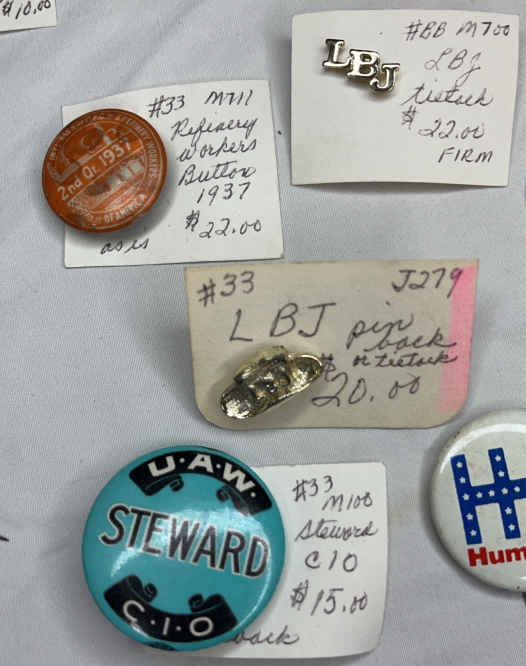 $10.00
#BB M700
LBJ
LBJ
tietack
$22.00
FIRM
#33 M711
Refinery
workers
Button
1937
$22.00
as is
2nd Qr 1937
OF AMERICA
#33 J279
LBJ pin
back
or tietack
$20.00
U.A.W.
STEWARD
C.I.O
#33
M100
Steward
CIO
$15.00
back
H
Hum